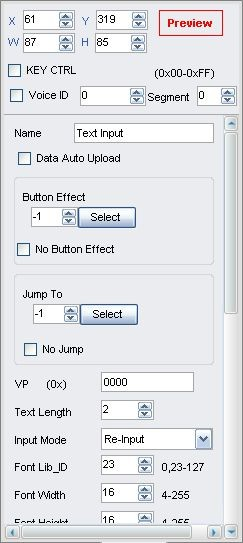 X 61 Y 319 Preview
W 87 H 85
KEY CTRL (0x00-0xFF)
Voice ID 0 Segment 0
Name Text Input
Data Auto Upload
Button Effect
-1 Select
No Button Effect
Jump To
-1 Select
No Jump
VP (0x) 0000
Text Length 2
Input Mode Re-Input
Font Lib_ID 23 0,23-127
Font Width 16 4-255
Font Height 16 4-255